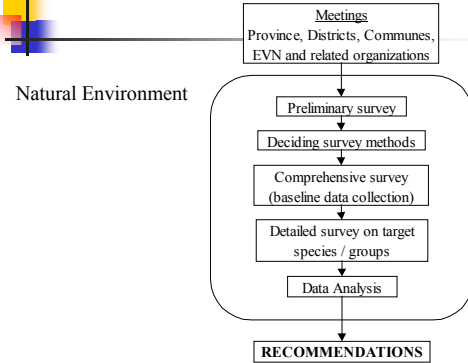 Meetings
Province, Districts, Communes,
EVN and related organizations
Natural Environment
Preliminary survey
Deciding survey methods
Comprehensive survey
(baseline data collection)
Detailed survey on target
species / groups
Data Analysis
RECOMMENDATIONS